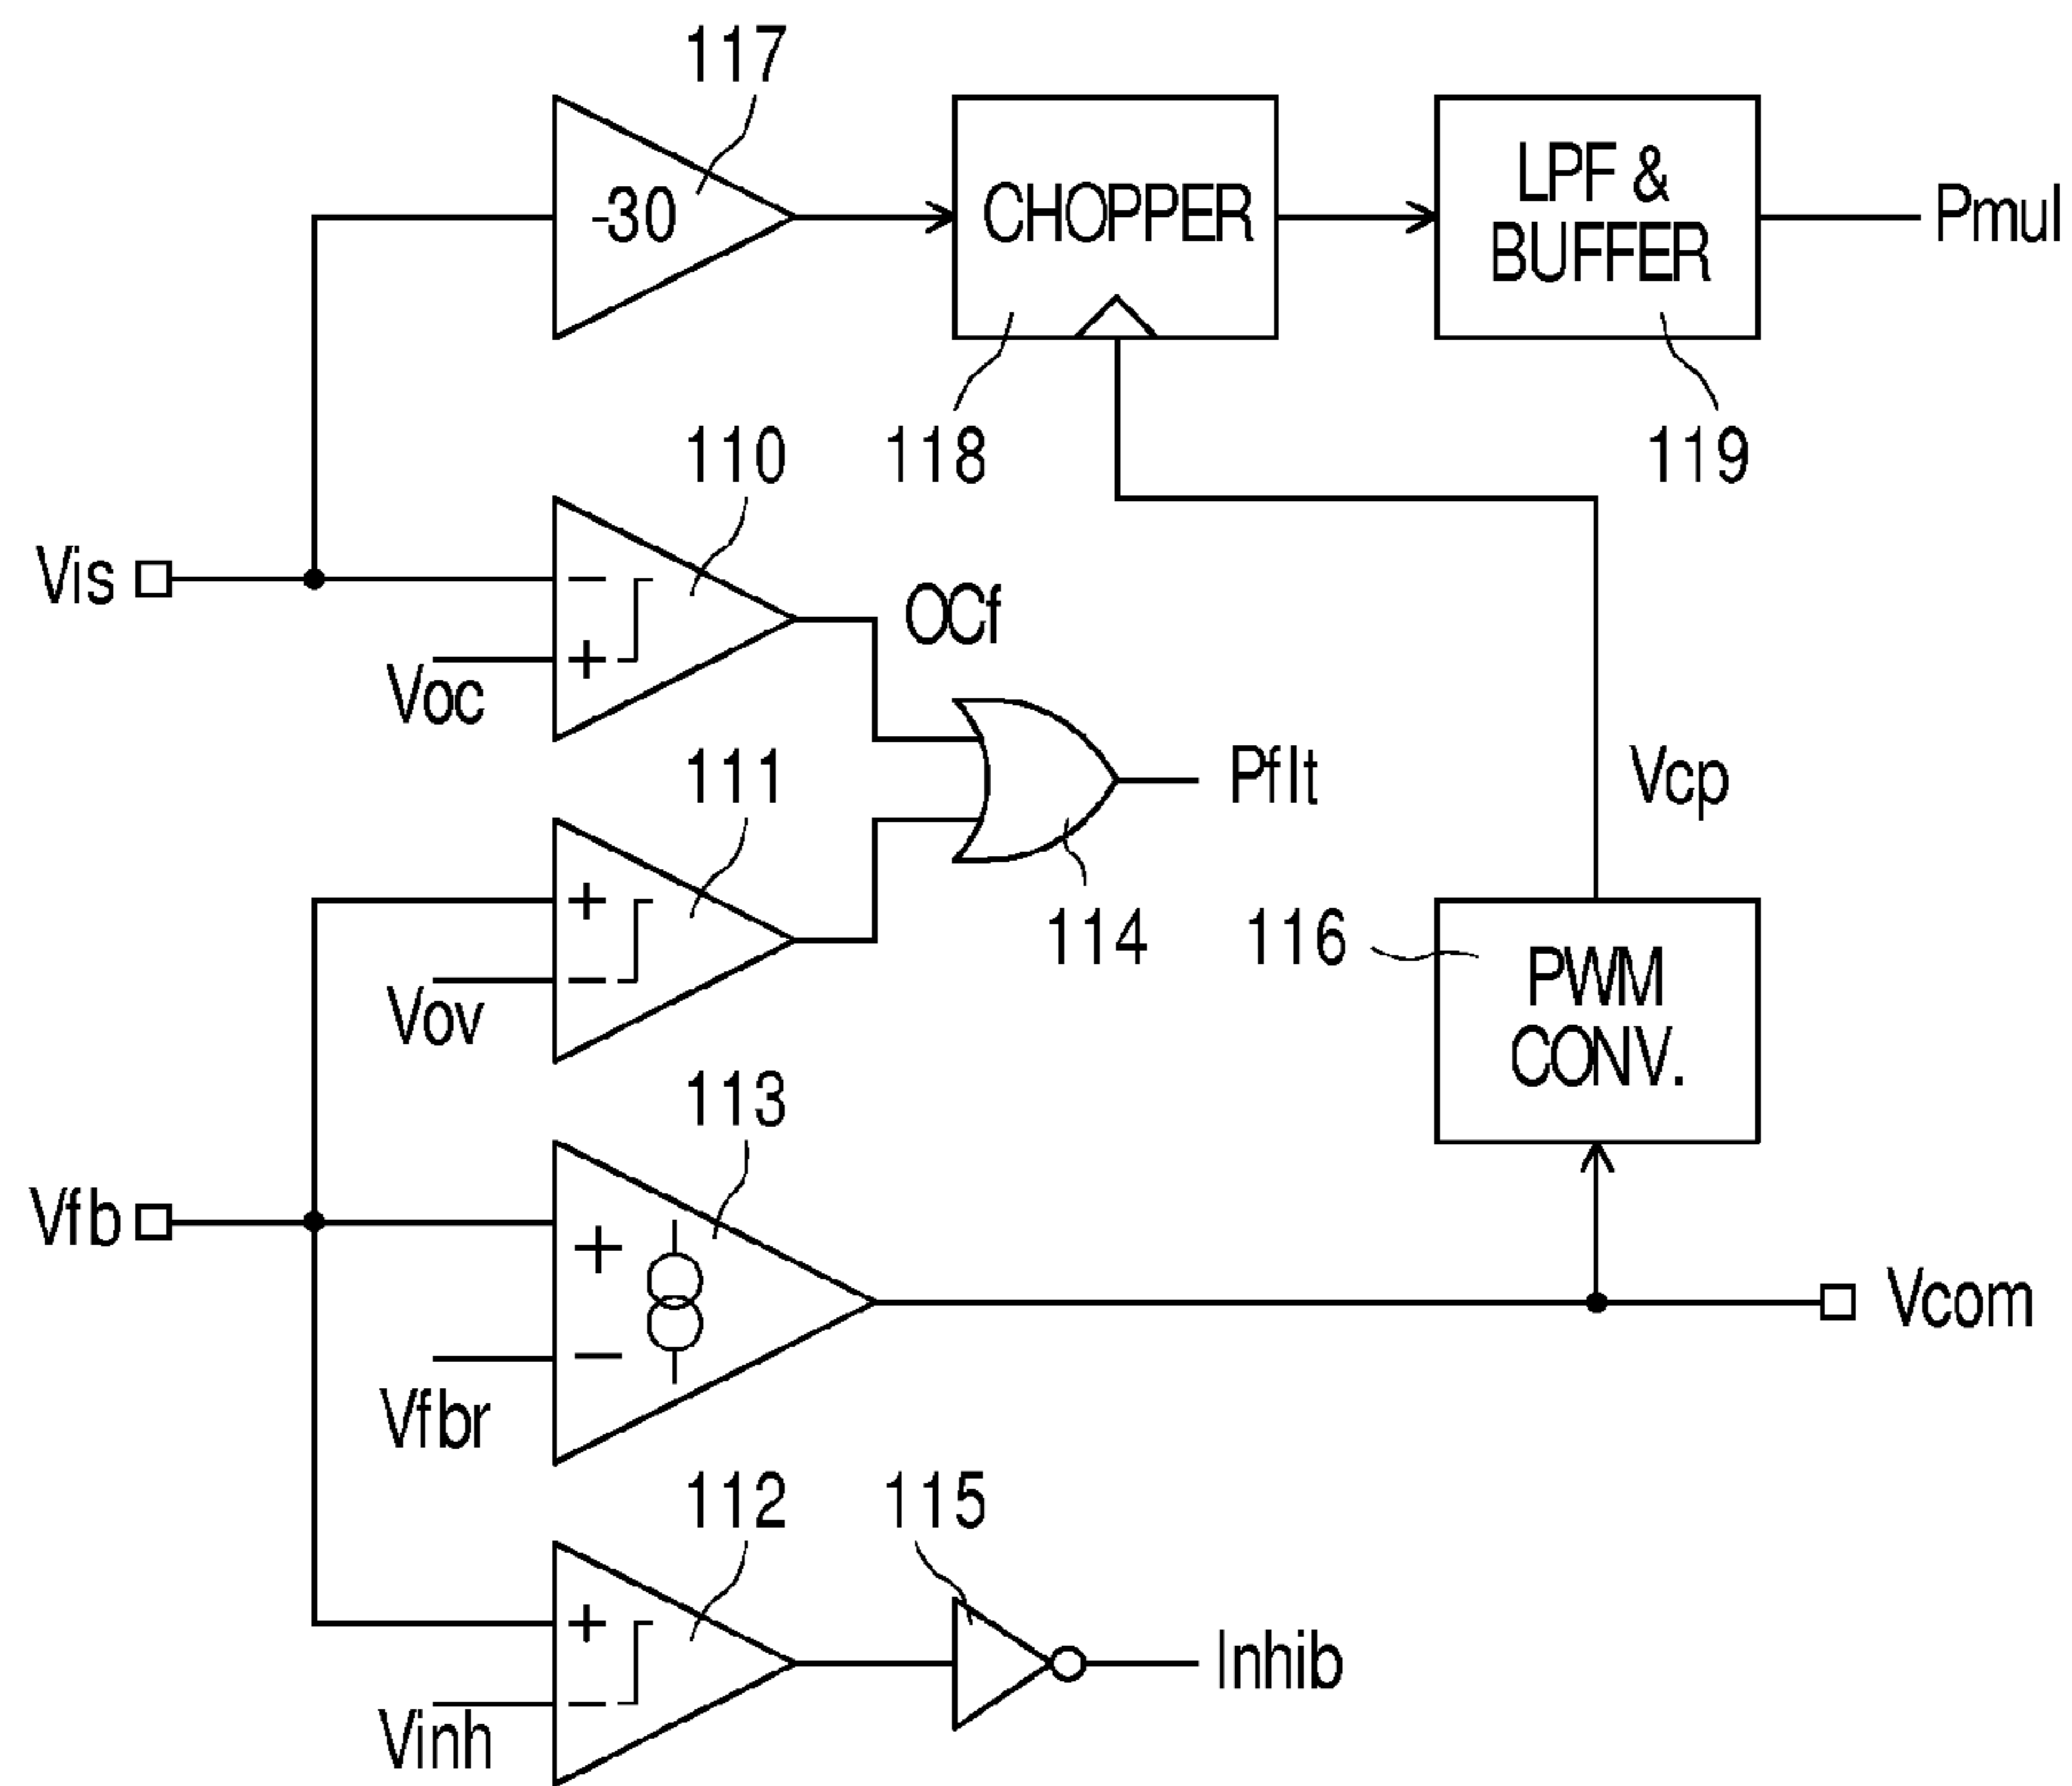 117
-30
CHOPPER
LPF &
BUFFER
Pmul
110
118
119
Vis
−
OCf
+
Voc
111
Pflt
Vcp
+
114
116
−
Vov
PWM
CONV.
113
Vfb
+
Vcom
−
Vfbr
112
115
+
Inhib
−
Vinh